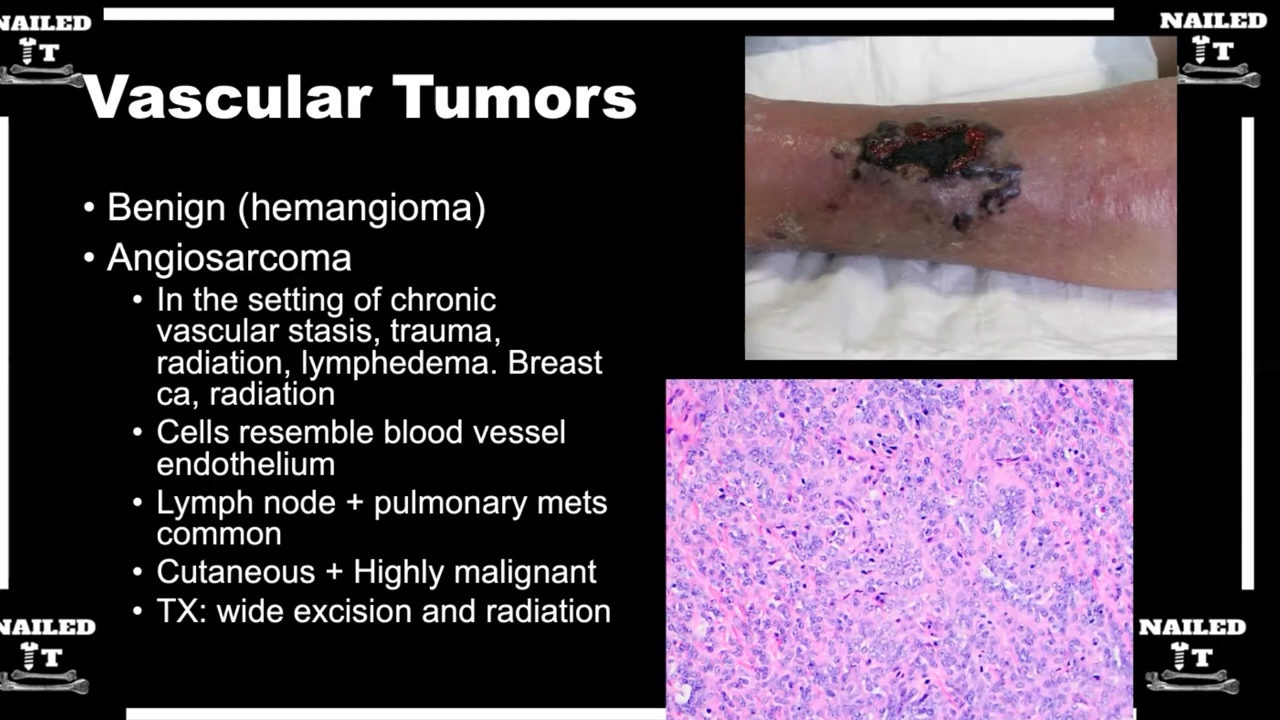 NAILED
IT
NAILED
IT
Vascular Tumors
• Benign (hemangioma)
• Angiosarcoma
• In the setting of chronic
vascular stasis, trauma,
radiation, lymphedema. Breast
ca, radiation
• Cells resemble blood vessel
endothelium
• Lymph node + pulmonary mets
common
• Cutaneous + Highly malignant
• TX: wide excision and radiation
NAILED
IT
NAILED
IT